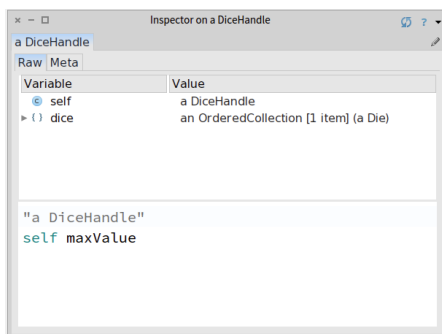 Inspector on a DiceHandle
?
a DiceHandle
Raw Meta
Variable Value
self a DiceHandle
dice an OrderedCollection [1 item] (a Die)
"a DiceHandle"
self maxValue